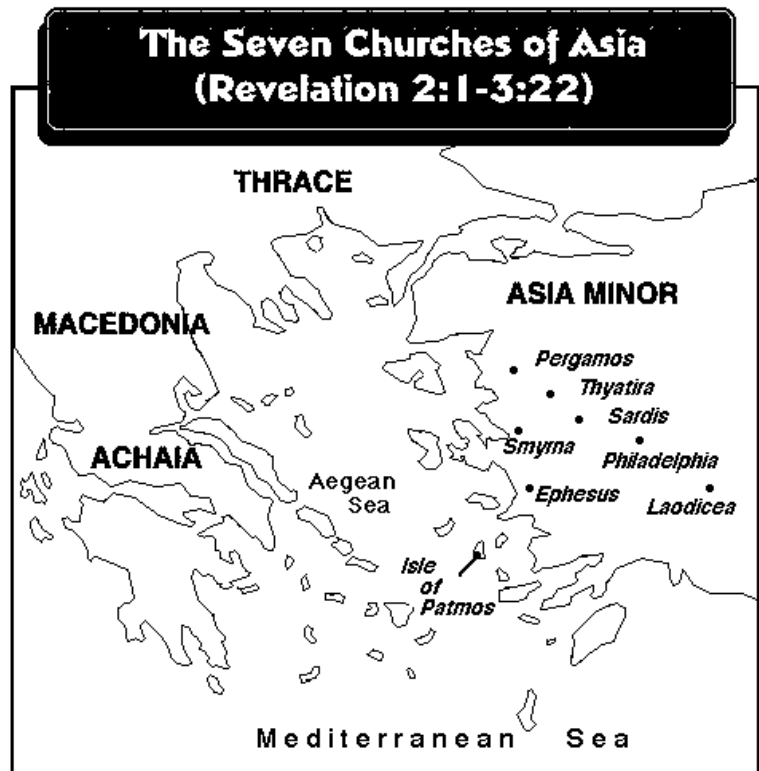 The Seven Churches of Asia
(Revelation 2:1-3:22)
THRACE
ASIA MINOR
MACEDONIA
Pergamos
Thyatira
Sardis
Smyrna
Philadelphia
ACHAIA
Aegean
Sea
Ephesus
Laodicea
Isle
of
Patmos
Mediterranean Sea